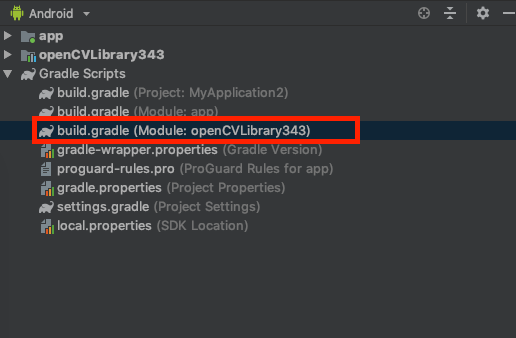 Android
app
openCVLibrary343
Gradle Scripts
build.gradle (Project: MyApplication2)
build.gradle (Module: app)
build.gradle (Module: openCVLibrary343)
gradle-wrapper.properties (Gradle Version)
proguard-rules.pro (ProGuard Rules for app)
gradle.properties (Project Properties)
settings.gradle (Project Settings)
local.properties (SDK Location)